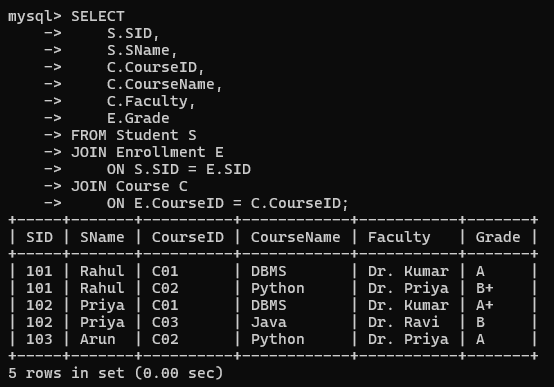 mysql> SELECT
    ->     S.SID,
    ->     S.SName,
    ->     C.CourseID,
    ->     C.CourseName,
    ->     C.Faculty,
    ->     E.Grade
    -> FROM Student S
    -> JOIN Enrollment E
    ->     ON S.SID = E.SID
    -> JOIN Course C
    ->     ON E.CourseID = C.CourseID;
+-----+-------+----------+------------+-----------+-------+
| SID | SName | CourseID | CourseName | Faculty   | Grade |
+-----+-------+----------+------------+-----------+-------+
| 101 | Rahul | C01      | DBMS       | Dr. Kumar | A     |
| 101 | Rahul | C02      | Python     | Dr. Priya | B+    |
| 102 | Priya | C01      | DBMS       | Dr. Kumar | A+    |
| 102 | Priya | C03      | Java       | Dr. Ravi  | B     |
| 103 | Arun  | C02      | Python     | Dr. Priya | A     |
+-----+-------+----------+------------+-----------+-------+
5 rows in set (0.00 sec)